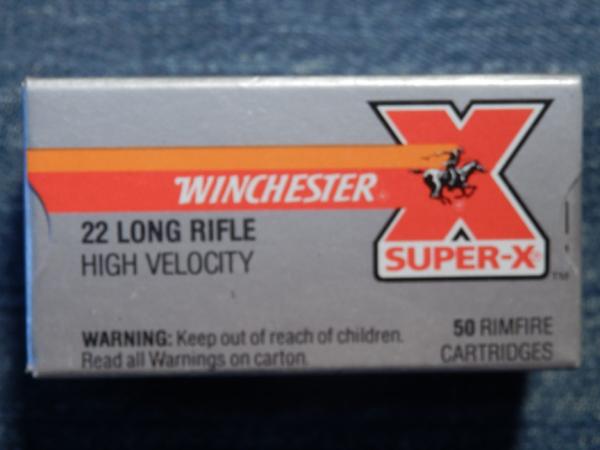 WINCHESTER®
22 LONG RIFLE
HIGH VELOCITY
X
SUPER-X®
TM
WARNING: Keep out of reach of children.
Read all Warnings on carton.
50 RIMFIRE
CARTRIDGES